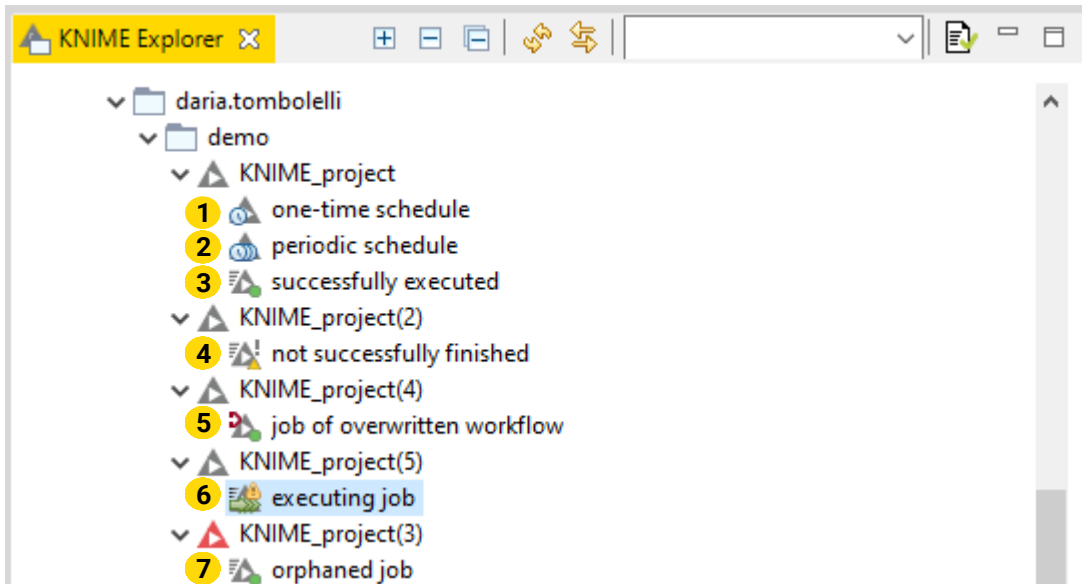 KNIME Explorer
daria.tombolelli
demo
KNIME_project
1 one-time schedule
2 periodic schedule
3 successfully executed
KNIME_project(2)
4 not successfully finished
KNIME_project(4)
5 job of overwritten workflow
KNIME_project(5)
6 executing job
KNIME_project(3)
7 orphaned job